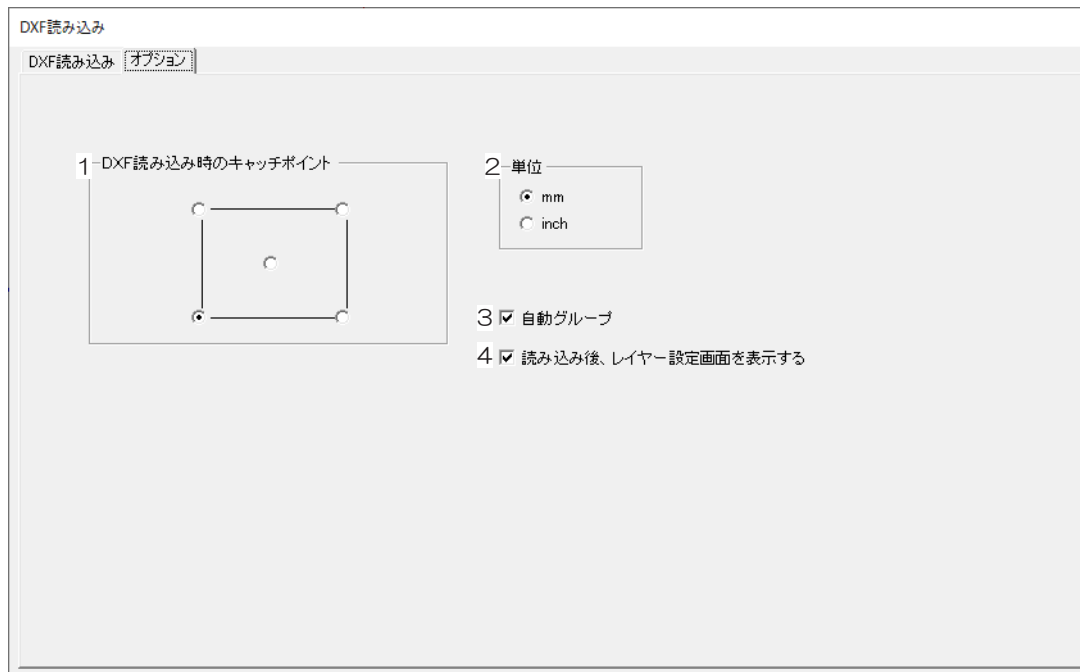 DXF読み込み
DXF読み込み オプション
1 DXF読み込み時のキャッチポイント
2 単位
mm
inch
3 自動グループ
4 読み込み後、レイヤー設定画面を表示する